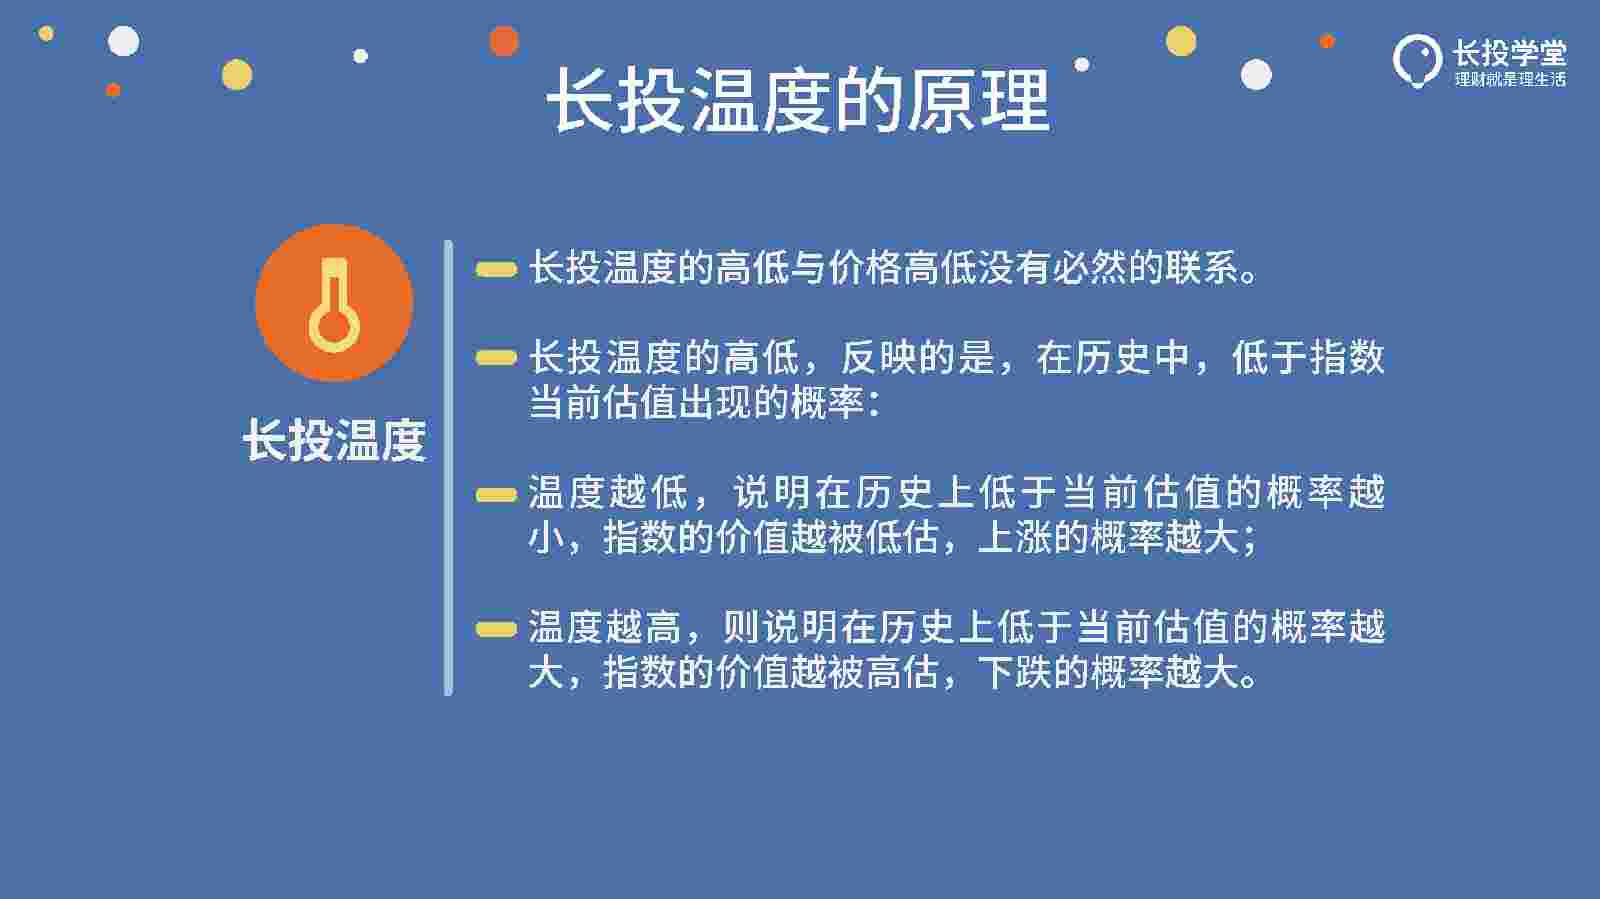 长投学堂
理财就是理生活
长投温度的原理
长投温度
长投温度的高低与价格高低没有必然的联系。
长投温度的高低，反映的是，在历史中，低于指数
当前估值出现的概率：
温度越低，说明在历史上低于当前估值的概率越
小，指数的价值越被低估，上涨的概率越大；
温度越高，则说明在历史上低于当前估值的概率越
大，指数的价值越被高估，下跌的概率越大。